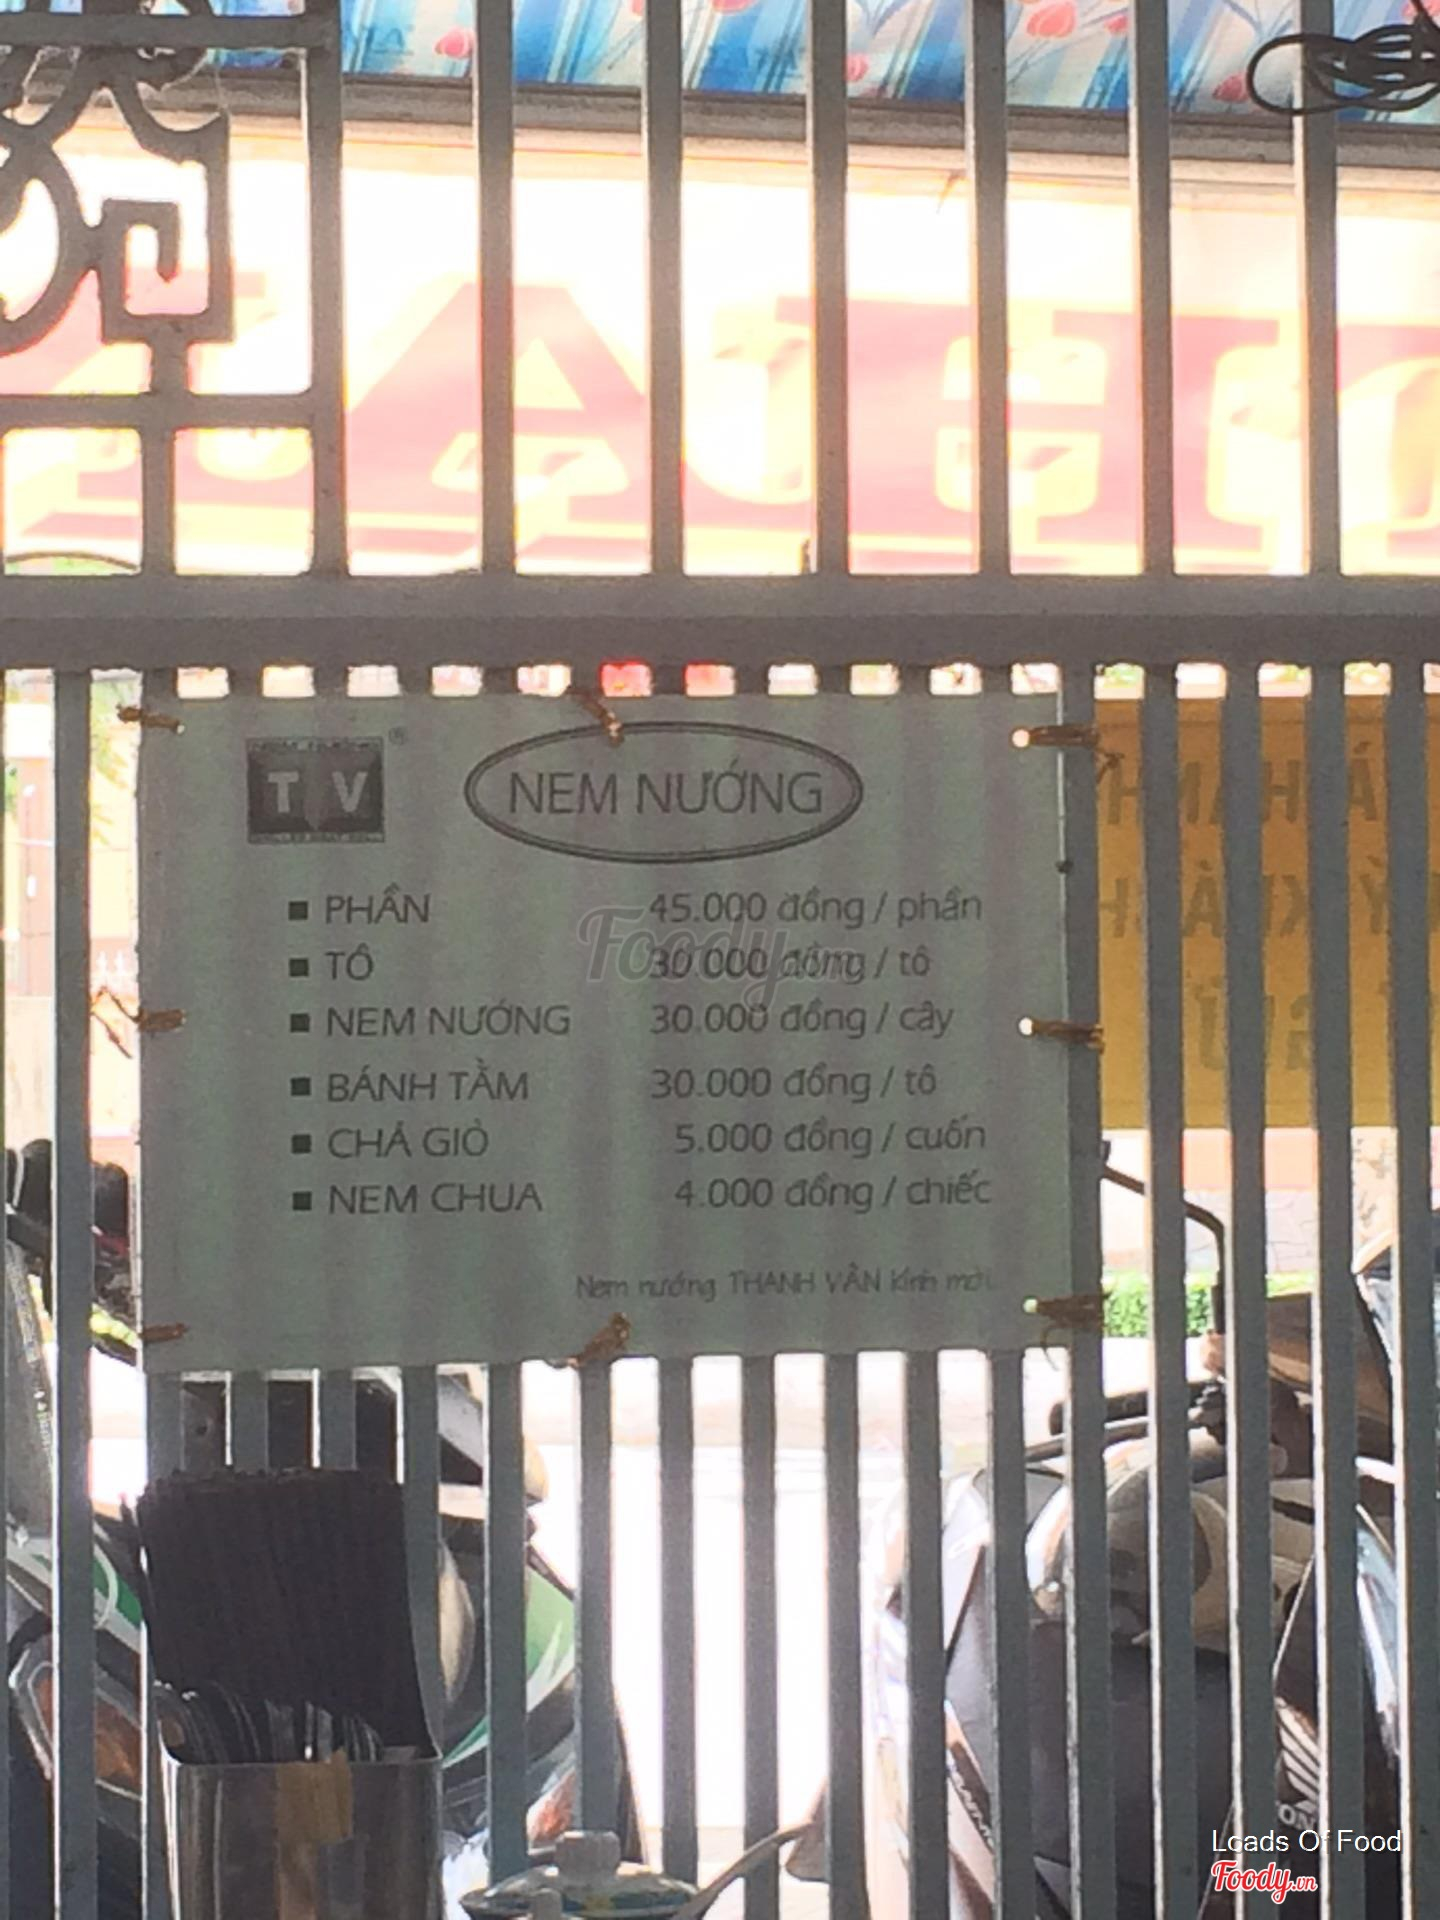 TV ®
NEM NƯỚNG
PHẦN 45.000 đồng / phần
TÔ 30.000 đồng / tô
NEM NƯỚNG 30.000 đồng / cây
BÁNH TẰM 30.000 đồng / tô
CHẢ GIÒ 5.000 đồng / cuốn
NEM CHUA 4.000 đồng / chiếc
Nem nướng THANH VÂN kính mời.
Foody.vn
Loads Of Food
Foody.vn